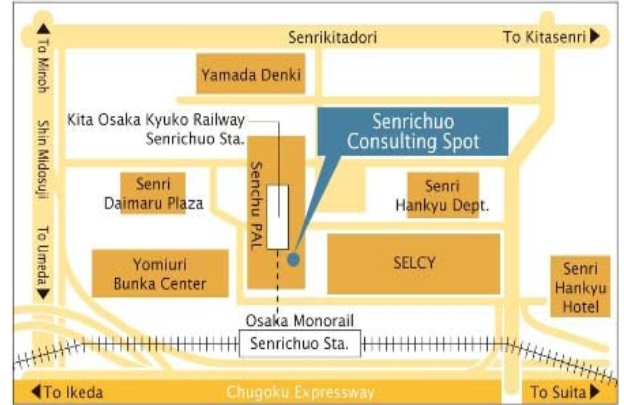 Senrikitadori
To Kitasenri▶
◀To Minoh
Shin Midosuji
To Umeda▶
Yamada Denki
Kita Osaka Kyuko Railway
Senrichuo Sta.
Senrichuo
Consulting Spot
Senchu PAL
Senri
Daimaru Plaza
Senri
Hankyu Dept.
Yomiuri
Bunka Center
SELCY
Senri
Hankyu
Hotel
Osaka Monorail
Senrichuo Sta.
◀To Ikeda
Chugoku Expressway
To Suita▶